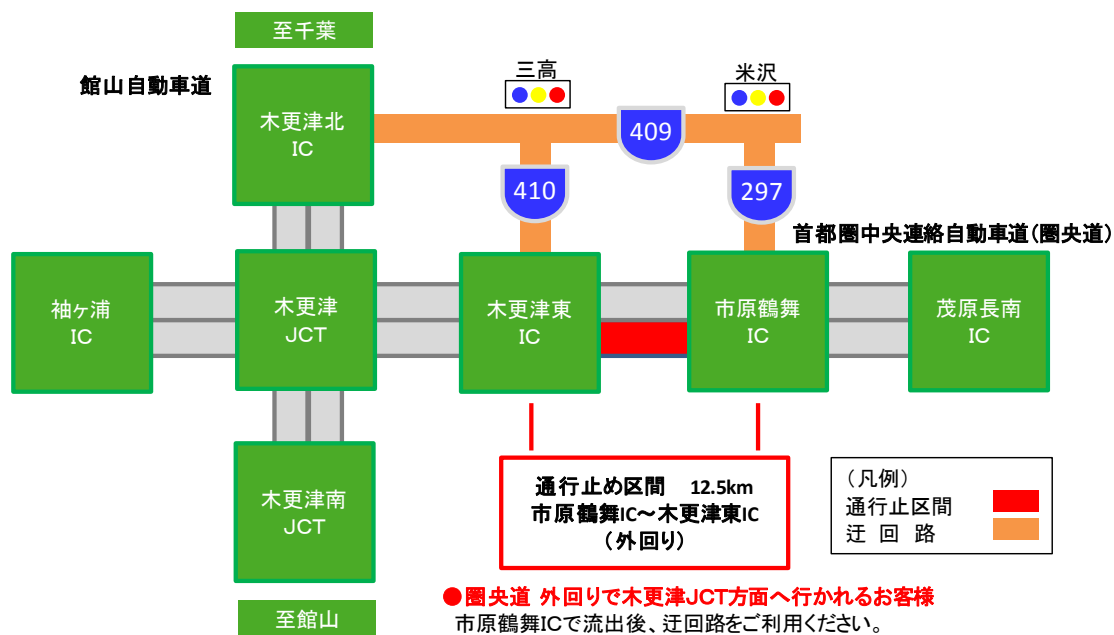 至千葉
館山自動車道
三高
米沢
木更津北
IC
409
410
297
首都圏中央連絡自動車道(圏央道)
袖ヶ浦
IC
木更津
JCT
木更津東
IC
市原鶴舞
IC
茂原長南
IC
木更津南
JCT
通行止め区間 12.5km
市原鶴舞IC～木更津東IC
(外回り)
(凡例)
通行止区間
迂 回 路
至館山
●圏央道 外回りで木更津JCT方面へ行かれるお客様
市原鶴舞ICで流出後、迂回路をご利用ください。